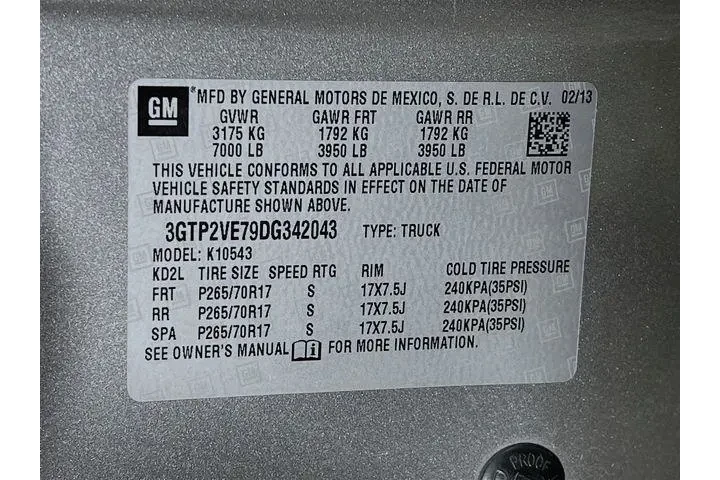 GM
MFD BY GENERAL MOTORS DE MEXICO, S. DE R.L. DE C.V. 02/13
GVWR GAWR FRT GAWR RR
3175 KG 1792 KG 1792 KG
7000 LB 3950 LB 3950 LB
THIS VEHICLE CONFORMS TO ALL APPLICABLE U.S. FEDERAL MOTOR
VEHICLE SAFETY STANDARDS IN EFFECT ON THE DATE OF
MANUFACTURE SHOWN ABOVE.
3GTP2VE79DG342043 TYPE: TRUCK
MODEL: K10543
KD2L TIRE SIZE SPEED RTG RIM COLD TIRE PRESSURE
FRT P265/70R17 S 17X7.5J 240KPA(35PSI)
RR P265/70R17 S 17X7.5J 240KPA(35PSI)
SPA P265/70R17 S 17X7.5J 240KPA(35PSI)
SEE OWNER'S MANUAL FOR MORE INFORMATION.
PROOF